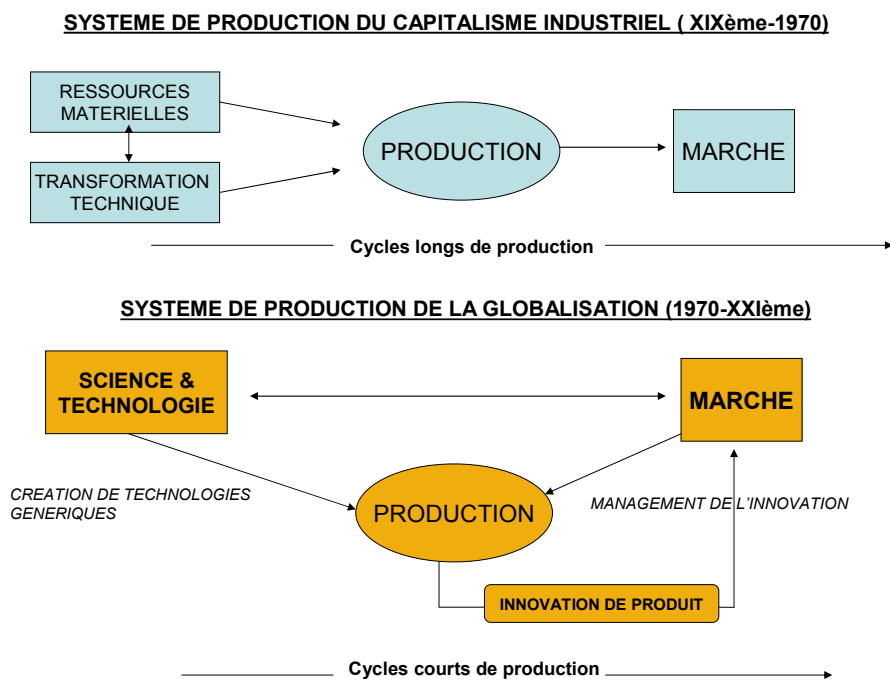 SYSTEME DE PRODUCTION DU CAPITALISME INDUSTRIEL ( XIXème-1970)
RESSOURCES
MATERIELLES
TRANSFORMATION
TECHNIQUE
PRODUCTION
MARCHE
Cycles longs de production
SYSTEME DE PRODUCTION DE LA GLOBALISATION (1970-XXIème)
SCIENCE &
TECHNOLOGIE
MARCHE
CREATION DE TECHNOLOGIES
GENERIQUES
PRODUCTION
MANAGEMENT DE L'INNOVATION
INNOVATION DE PRODUIT
Cycles courts de production